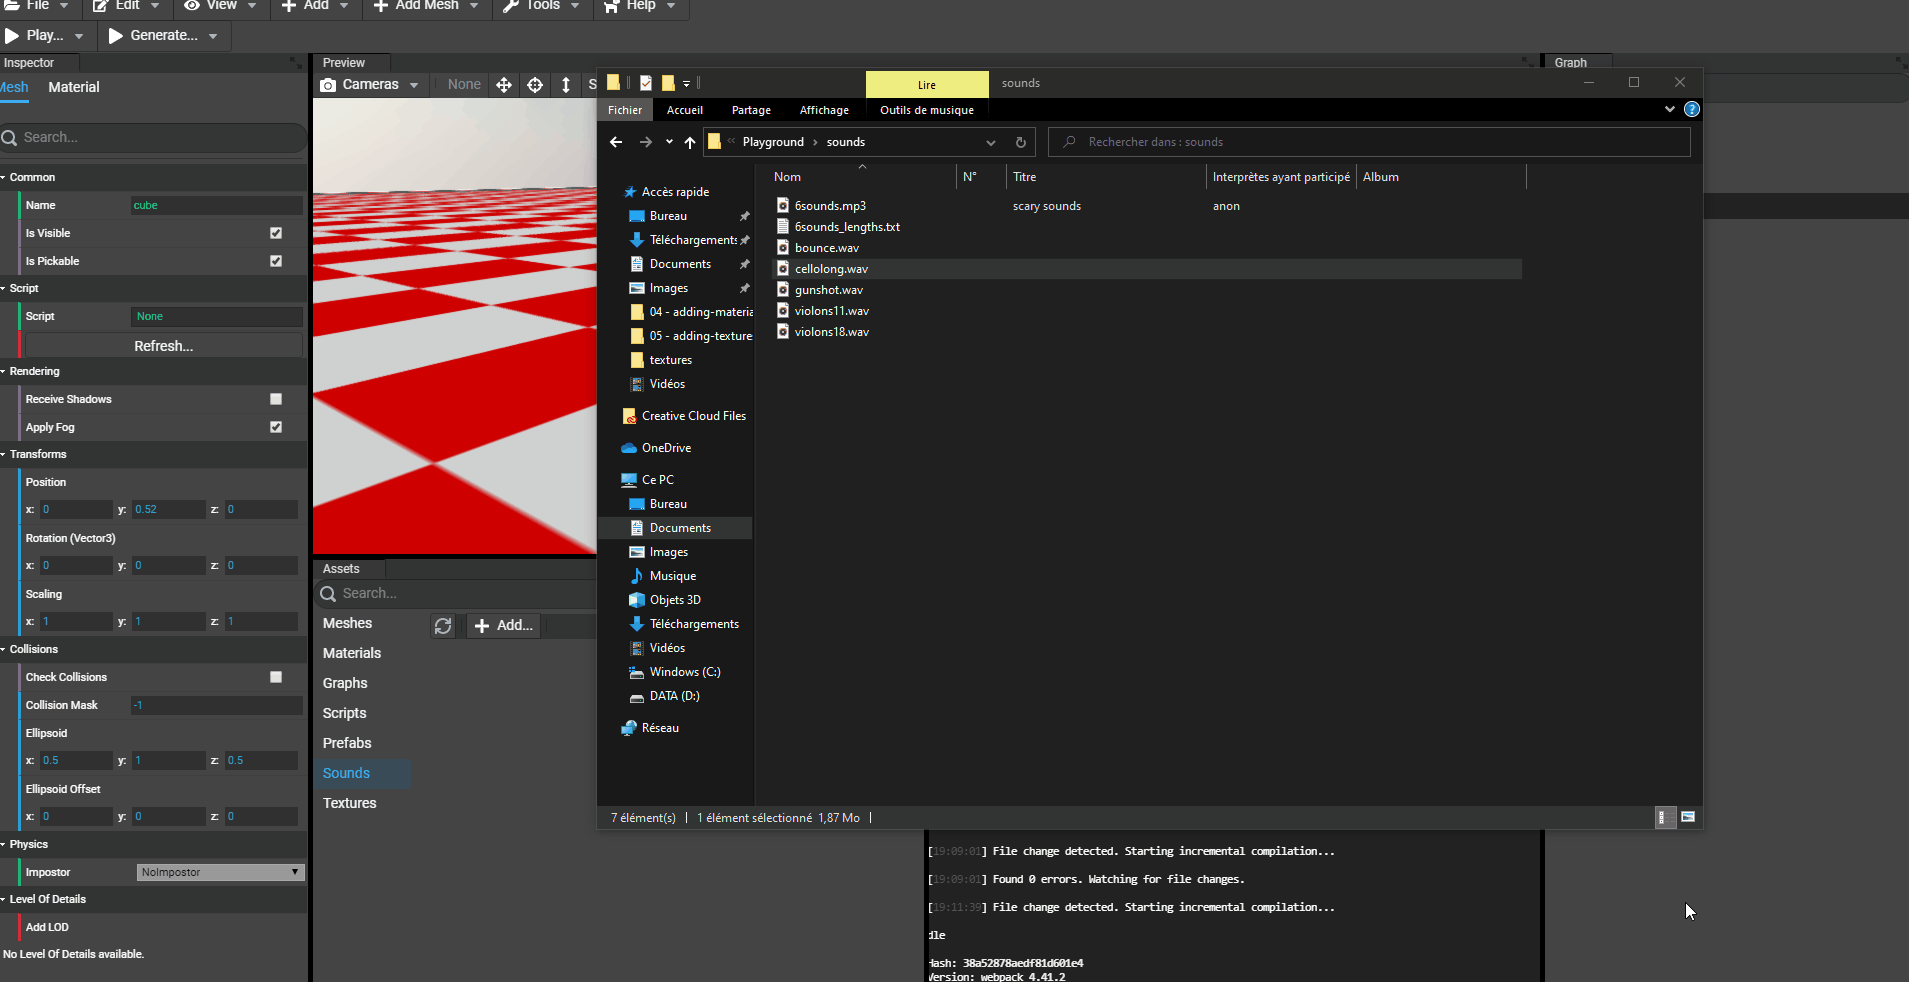 File
Edit
View
Add
Add Mesh
Tools
Help
Play...
Generate...
Inspector
Mesh
Material
Search...
Common
Name
cube
Is Visible
Is Pickable
Script
Script
None
Refresh...
Rendering
Receive Shadows
Apply Fog
Transforms
Position
x: 0 y: 0.52 z: 0
Rotation (Vector3)
x: 0 y: 0 z: 0
Scaling
x: 1 y: 1 z: 1
Collisions
Check Collisions
Collision Mask -1
Ellipsoid
x: 0.5 y: 1 z: 0.5
Ellipsoid Offset
x: 0 y: 0 z: 0
Physics
Impostor NoImpostor
Level Of Details
Add LOD
No Level Of Details available.
Preview
Cameras
None
S
Assets
Search...
Meshes
Materials
Graphs
Scripts
Prefabs
Sounds
Textures
Add...
Lire
sounds
Fichier
Accueil
Partage
Affichage
Outils de musique
?
« Playground › sounds
Rechercher dans : sounds
Accès rapide
Bureau
Téléchargements
Documents
Images
04 - adding-materia
05 - adding-texture
textures
Vidéos
Creative Cloud Files
OneDrive
Ce PC
Bureau
Documents
Images
Musique
Objets 3D
Téléchargements
Vidéos
Windows (C:)
DATA (D:)
Réseau
Nom N° Titre Interprètes ayant participé Album
6sounds.mp3 scary sounds anon
6sounds_lengths.txt
bounce.wav
cellolong.wav
gunshot.wav
violons11.wav
violons18.wav
7 élément(s) 1 élément sélectionné 1,87 Mo
[19:09:01] File change detected. Starting incremental compilation...
[19:09:01] Found 0 errors. Watching for file changes.
[19:11:39] File change detected. Starting incremental compilation...
dle
Hash: 38a52878aedf81d601e4
Version: webpack 4.41.2
Graph